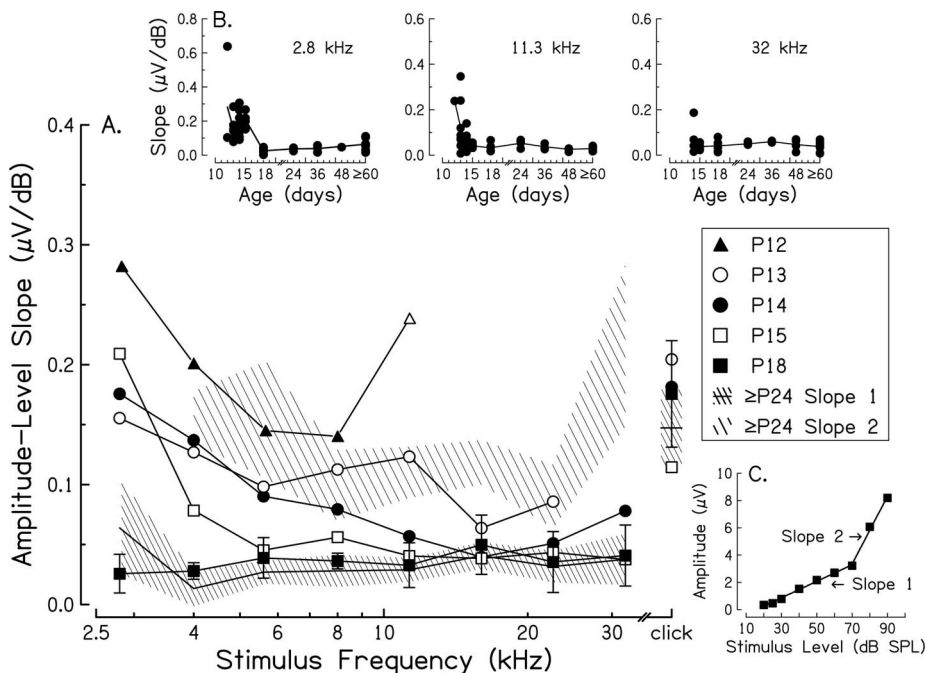 B.
0.8
0.6
0.4
0.2
0.0
Slope (μV/dB)
2.8 kHz
10 15 18 24 36 48 ≥60
Age (days)
0.6
0.4
0.2
0.0
11.3 kHz
10 15 18 24 36 48 ≥60
Age (days)
0.6
0.4
0.2
0.0
32 kHz
10 15 18 24 36 48 ≥60
Age (days)
A.
0.4
0.3
0.2
0.1
0.0
Amplitude-Level Slope (μV/dB)
2.5 4 6 8 10 20 30 click
Stimulus Frequency (kHz)
P12
P13
P14
P15
P18
≥P24 Slope 1
≥P24 Slope 2
C.
10
8
6
4
2
0
Amplitude (μV)
Slope 2
Slope 1
10 30 50 70 90
Stimulus Level (dB SPL)